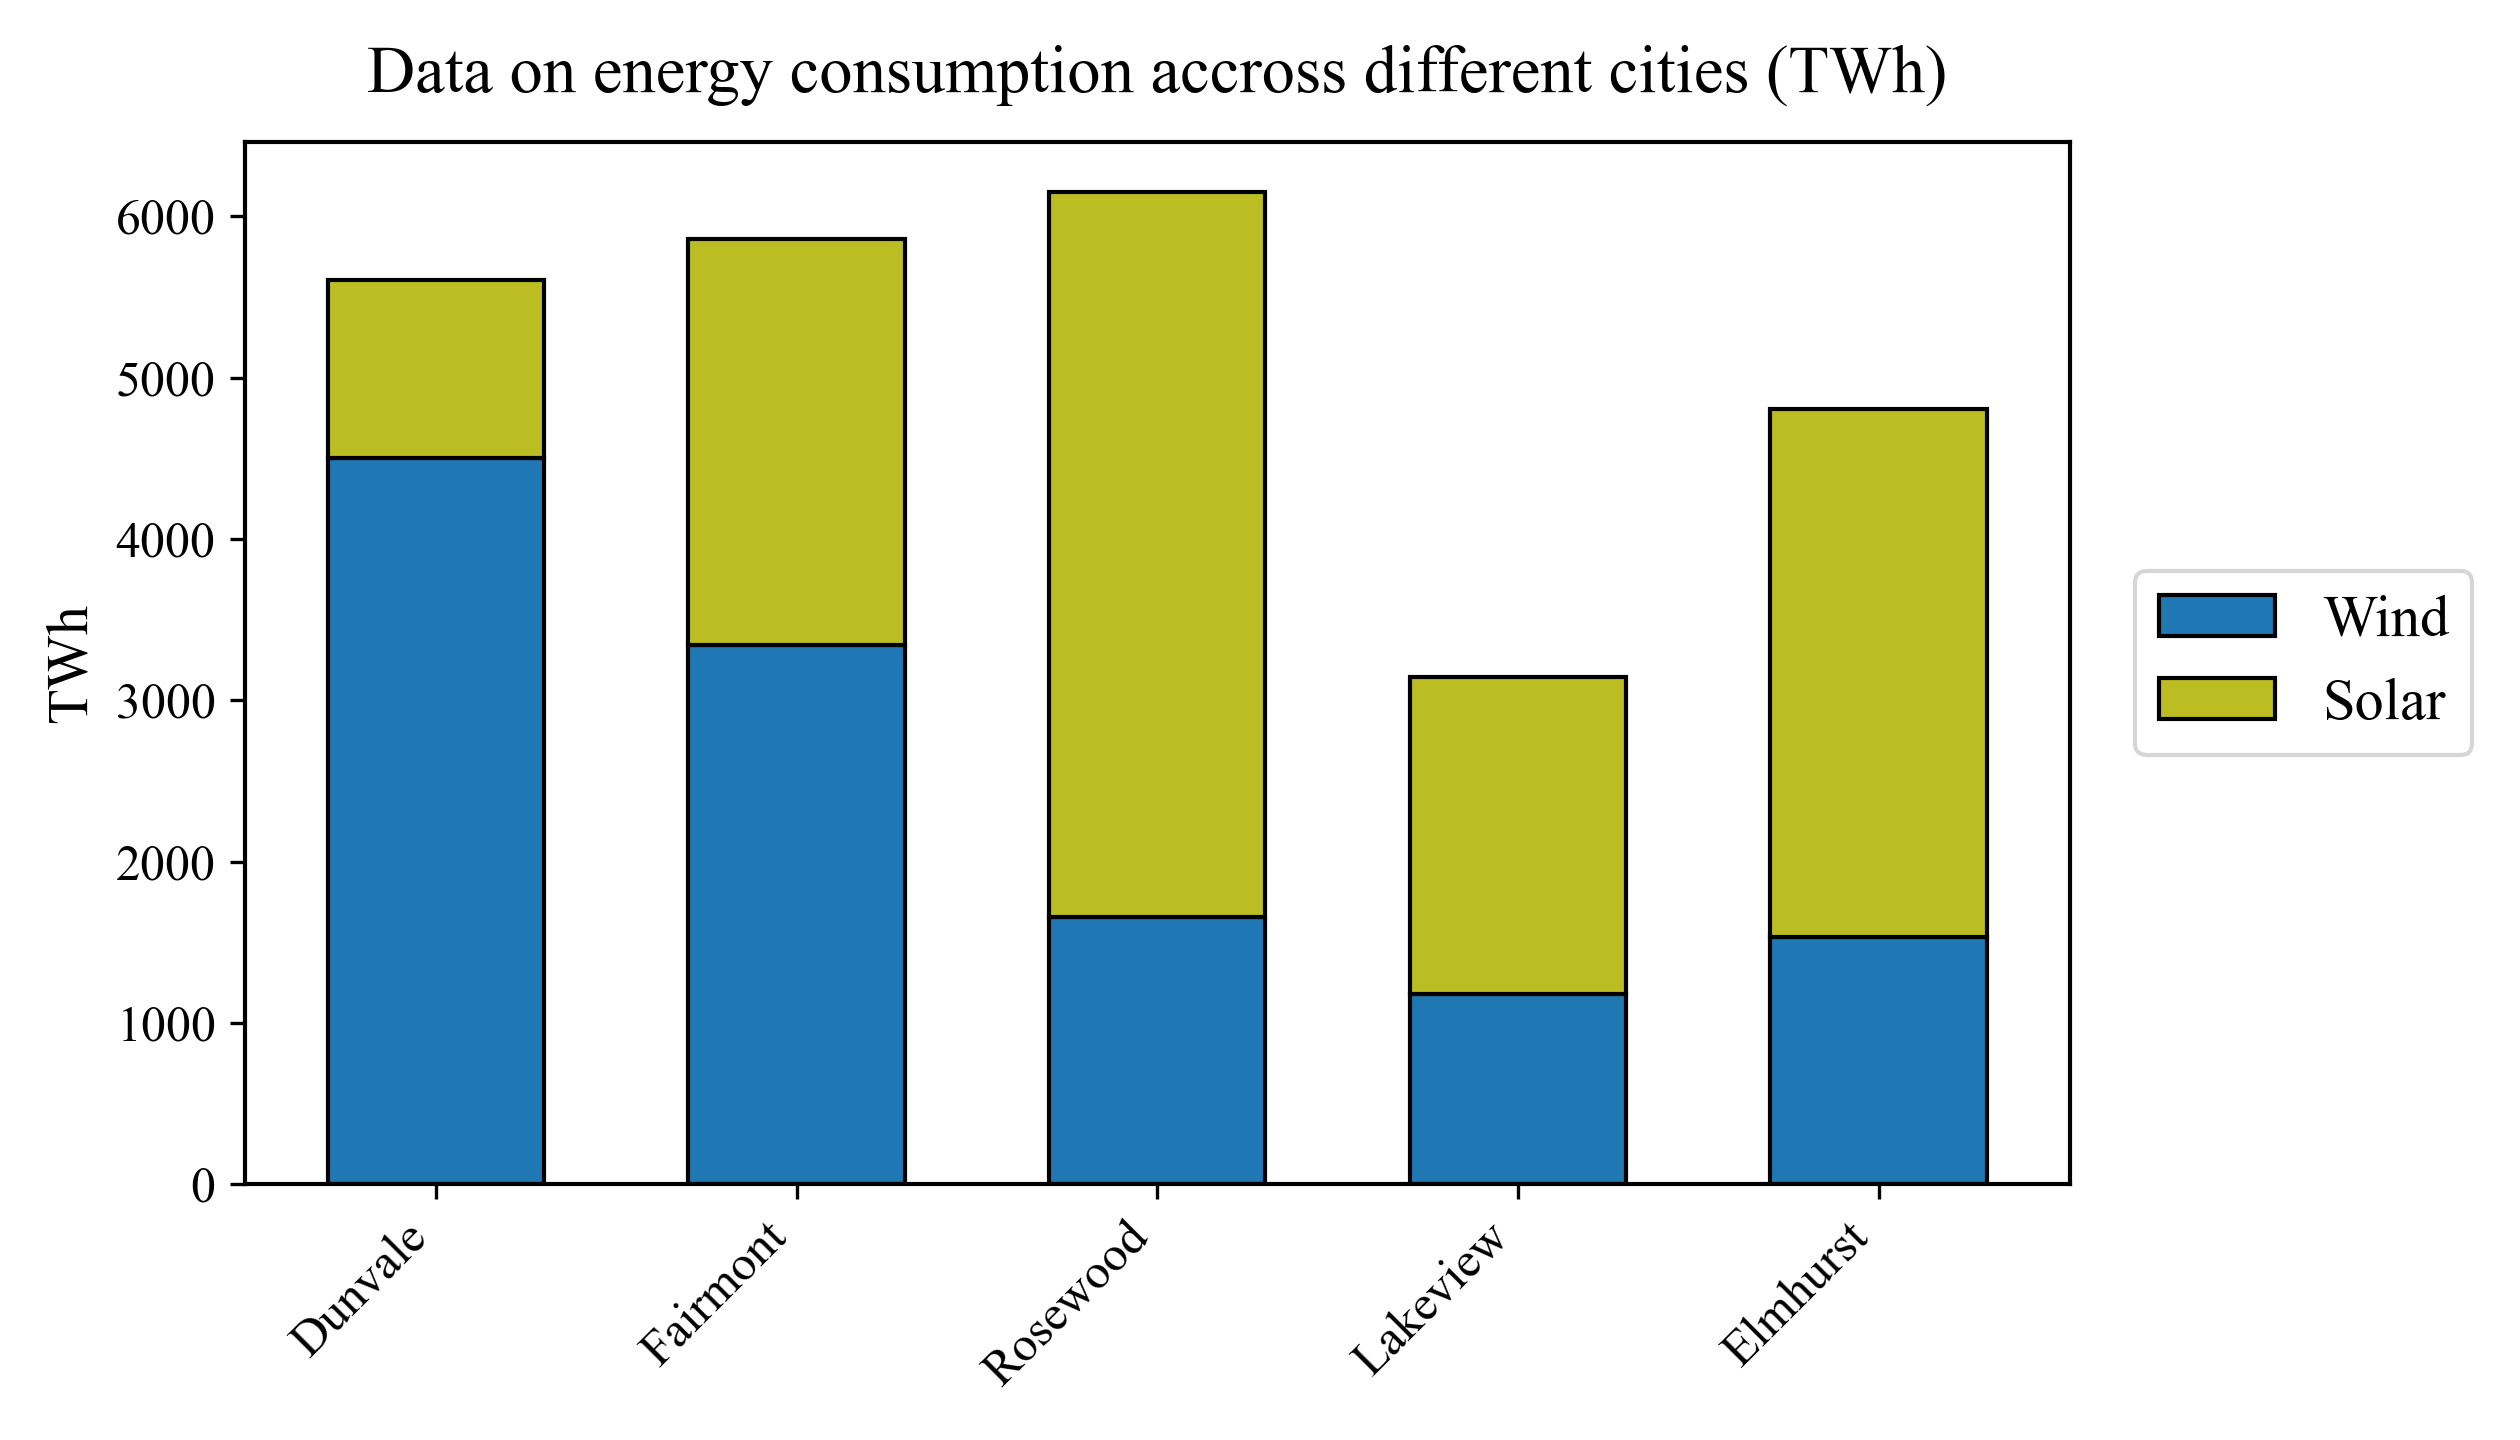 Data on energy consumption across different cities (TWh)
TWh
6000
5000
4000
3000
2000
1000
0
Dunvale
Fairmont
Rosewood
Lakeview
Elmhurst
Wind
Solar